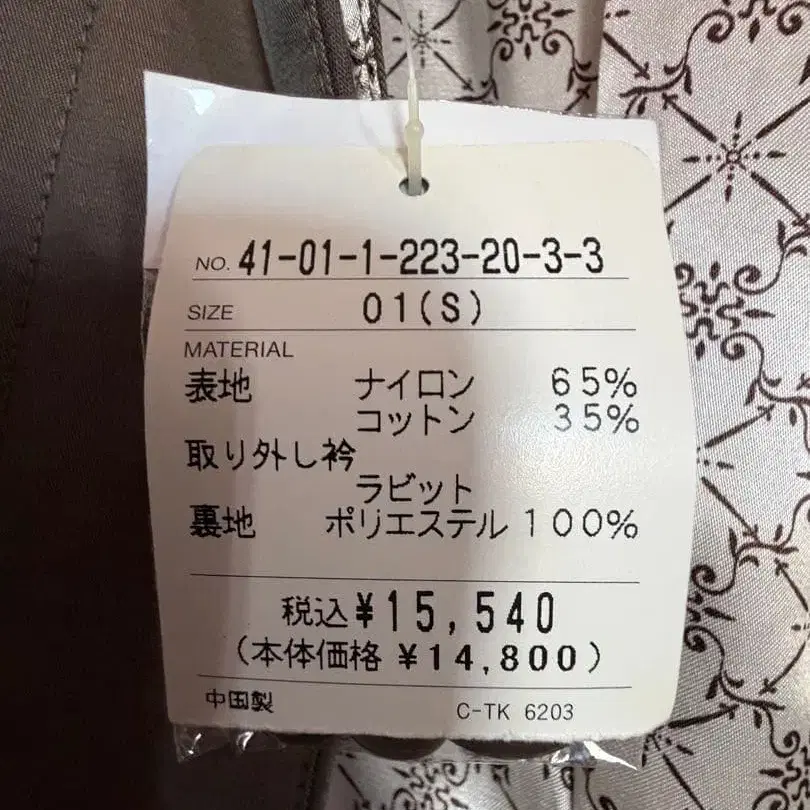 NO. 41-01-1-223-20-3-3
SIZE 01(S)
MATERIAL
表地 ナイロン 65%
コットン 35%
取り外し衿
ラビット
裏地 ポリエステル 100%
税込¥15,540
(本体価格 ¥14,800)
中国製 C-TK 6203